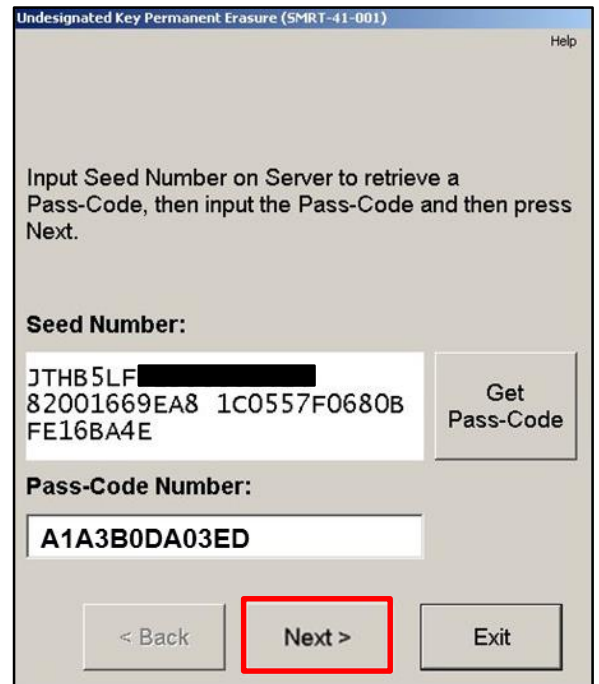 Undesignated Key Permanent Erasure (SMRT-41-001)
Help
Input Seed Number on Server to retrieve a
Pass-Code, then input the Pass-Code and then press
Next.
Seed Number:
JTHB5LF
82001669EA8 1C0557F0680B
FE16BA4E
Get
Pass-Code
Pass-Code Number:
A1A3B0DA03ED
< Back
Next >
Exit